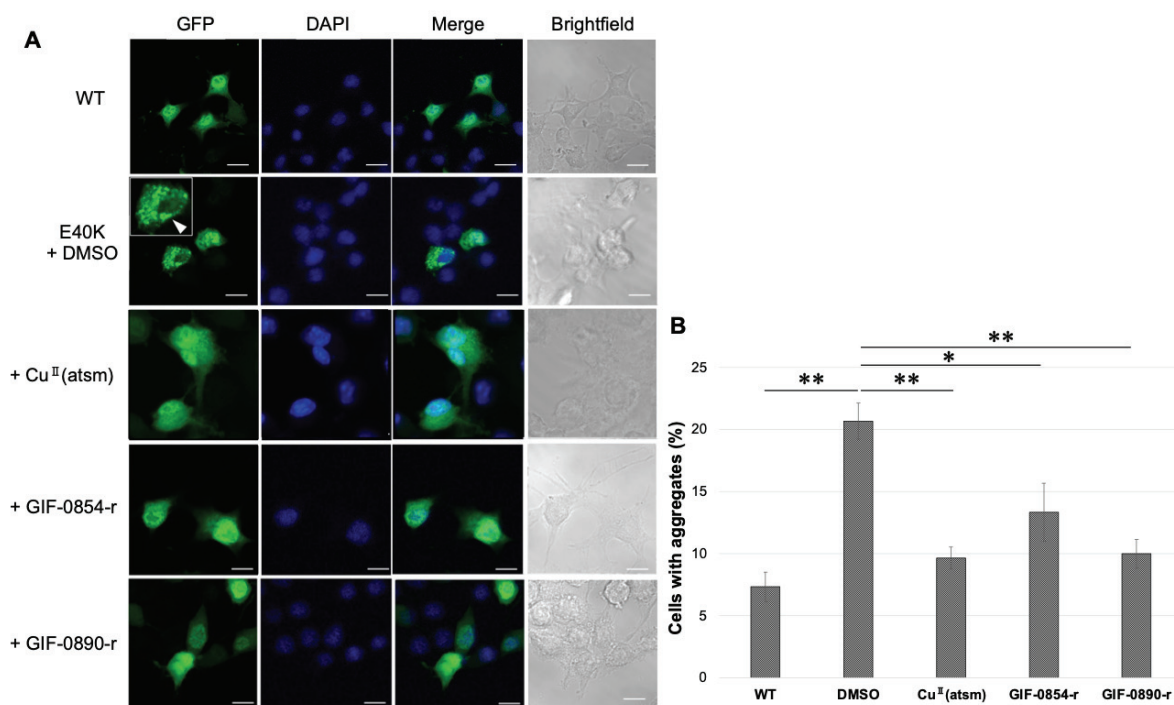 A
GFP DAPI Merge Brightfield
WT
E40K
+ DMSO
+ Cu^Ⅱ(atsm)
+ GIF-0854-r
+ GIF-0890-r
B
** 
*
** **
25
20
15
10
5
0
Cells with aggregates (%)
WT DMSO Cu^Ⅱ(atsm) GIF-0854-r GIF-0890-r